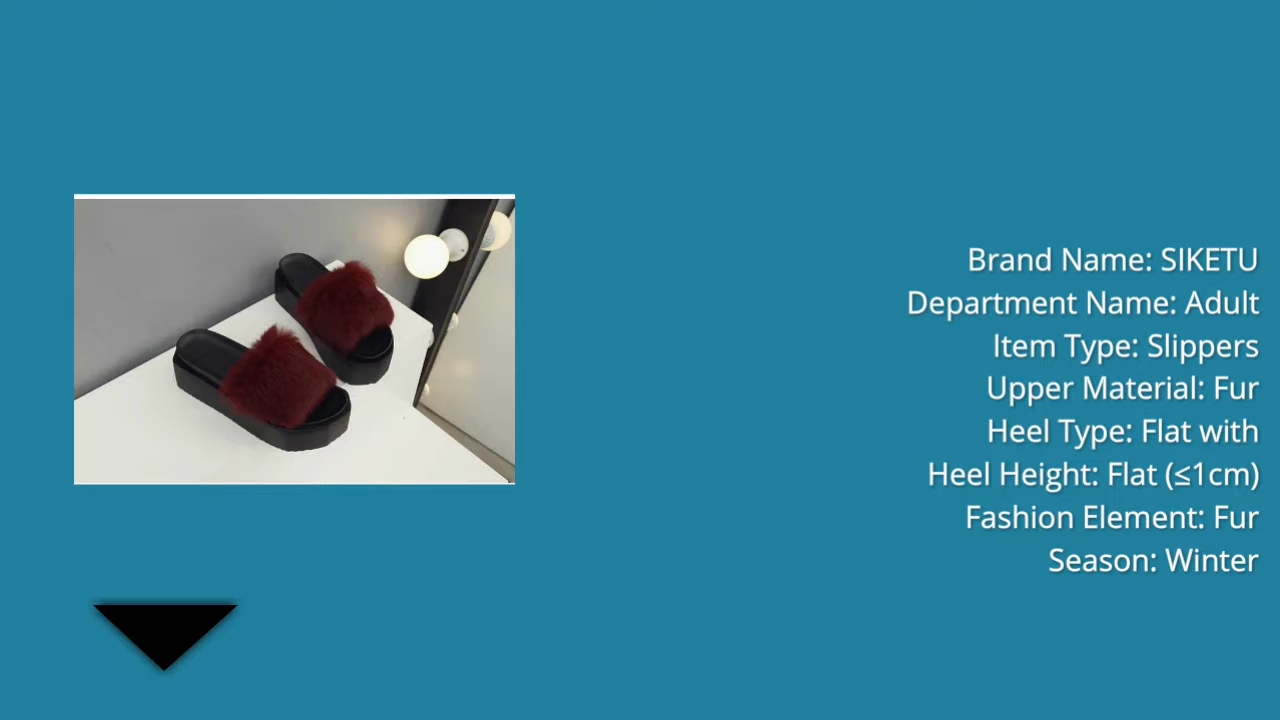 Brand Name: SIKETU
Department Name: Adult
Item Type: Slippers
Upper Material: Fur
Heel Type: Flat with
Heel Height: Flat (≤1cm)
Fashion Element: Fur
Season: Winter